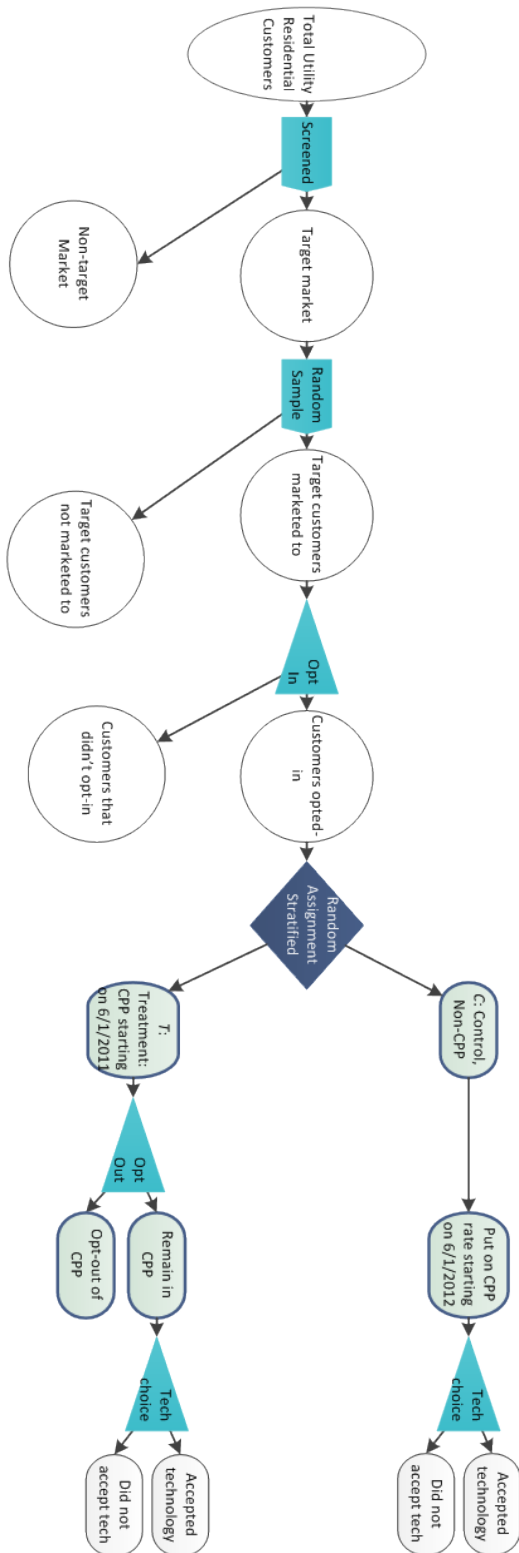 Total Utility
Residential
Customers
Screened
Target market
Non-target
Market
Random
Sample
Target customers
marketed to
Target customers
not marketed to
Opt
In
Customers opted-
in
Customers that
didn't opt-in
Random
Assignment
Stratified
C: Control,
Non-CPP
Put on CPP
rate starting
on 6/1/2012
Tech
choice
Accepted
technology
Did not
accept tech
T:
Treatment:
CPP starting
on 6/1/2011
Opt
Out
Remain in
CPP
Opt-out of
CPP
Tech
choice
Accepted
technology
Did not
accept tech